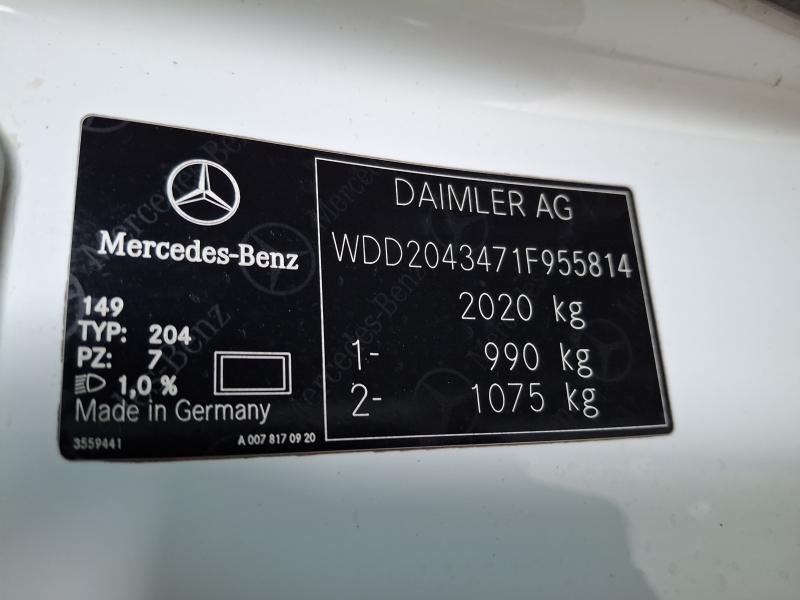 Mercedes-Benz
149
TYP: 204
PZ: 7
1,0 %
Made in Germany
3559441
A 007 817 09 20
DAIMLER AG
WDD2043471F955814
2020 kg
1- 990 kg
2- 1075 kg